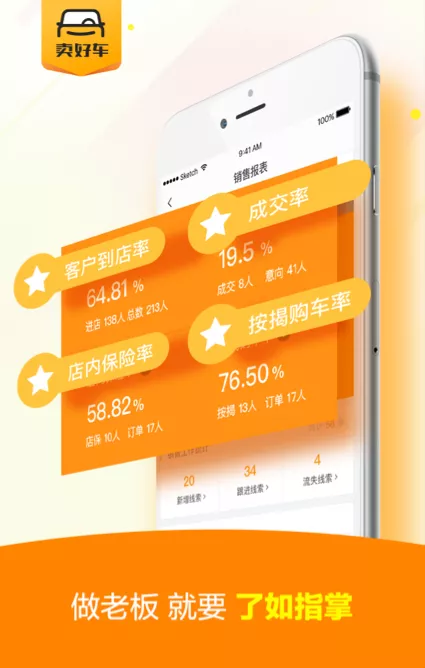 卖好车
100%
9:41 AM
Sketch
销售报表
客户到店率
成交率
64.81 %
19.5 %
进店 138人 总数 213人
成交 8人 意向 41人
店内保险率
按揭购车率
58.82 %
76.50 %
店保 10人 订单 17人
按揭 13人 订单 17人
20
34
4
新增线索 >
跟进线索 >
流失线索 >
做老板 就要 了如指掌